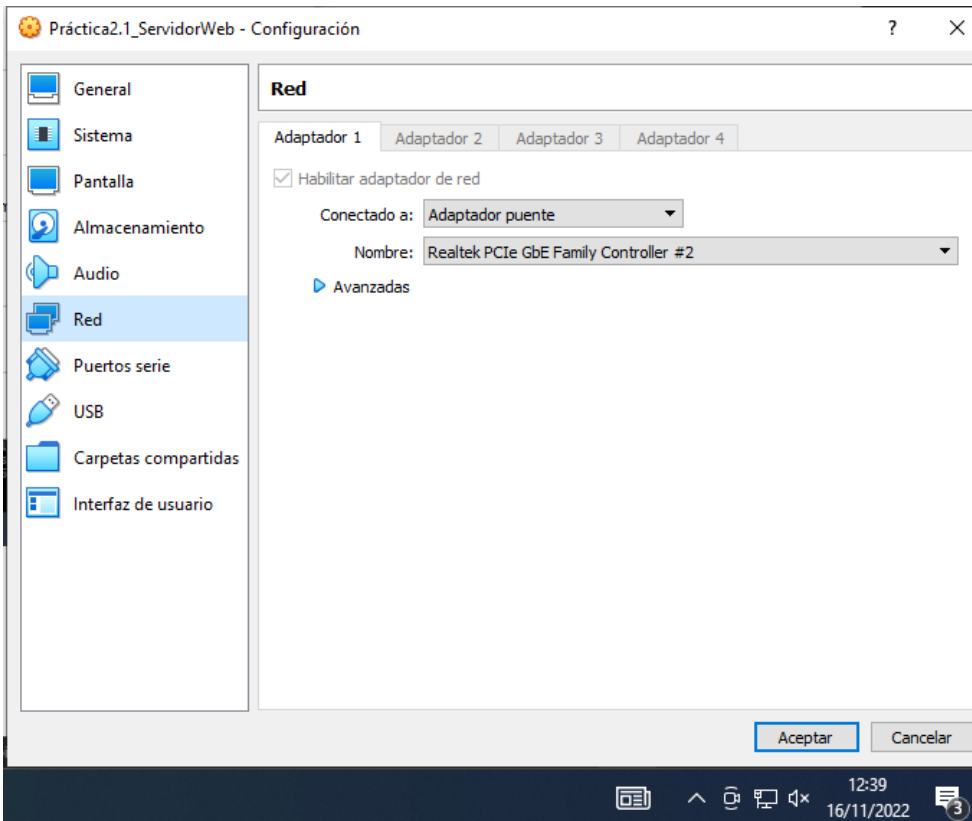 Práctica2.1_ServidorWeb - Configuración
?
General
Sistema
Pantalla
Almacenamiento
Audio
Red
Puertos serie
USB
Carpetas compartidas
Interfaz de usuario
Red
Adaptador 1 Adaptador 2 Adaptador 3 Adaptador 4
Habilitar adaptador de red
Conectado a: Adaptador puente
Nombre: Realtek PCIe GbE Family Controller #2
Avanzadas
Aceptar Cancelar
12:39
16/11/2022
3